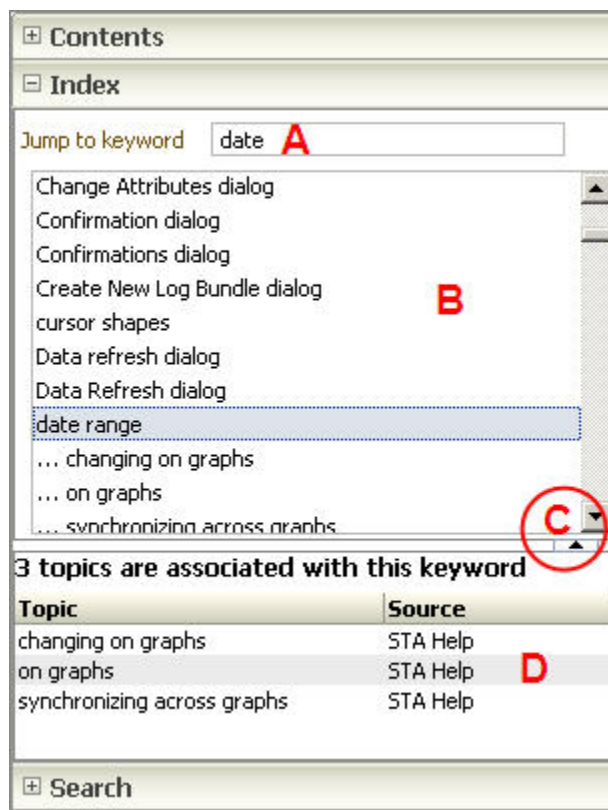 Contents
Index
Jump to keyword date A
Change Attributes dialog
Confirmation dialog
Confirmations dialog
Create New Log Bundle dialog
B
cursor shapes
Data refresh dialog
Data Refresh dialog
date range
... changing on graphs
... on graphs
... synchronizing across graphs
C
3 topics are associated with this keyword
Topic Source
changing on graphs STA Help
on graphs STA Help D
synchronizing across graphs STA Help
Search